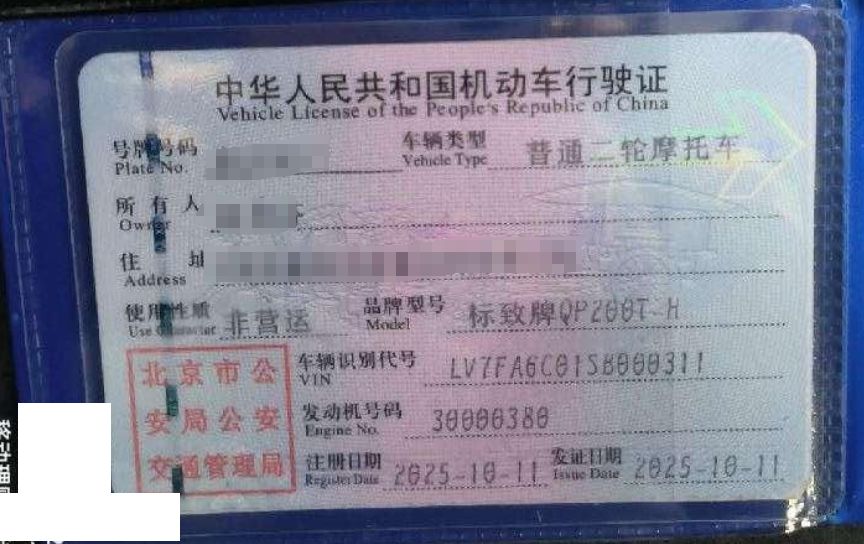 中华人民共和国机动车行驶证
Vehicle License of the People's Republic of China
号牌号码
Plate No.
车辆类型
Vehicle Type
普通二轮摩托车
所有人
Owner
住址
Address
使用性质
Use Character
非营运
品牌型号
Model
标致牌QP200T-H
北京市公
安局公安
交通管理局
车辆识别代号
VIN
LV7FA6C01SB000311
发动机号码
Engine No.
30000380
注册日期
Register Date
2025-10-11
发证日期
Issue Date
2025-10-11